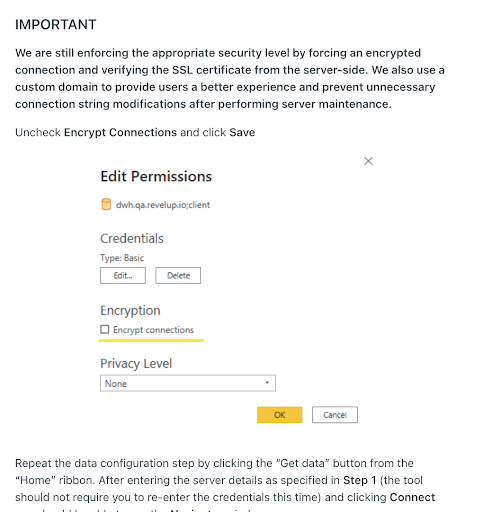 IMPORTANT
We are still enforcing the appropriate security level by forcing an encrypted
connection and verifying the SSL certificate from the server-side. We also use a
custom domain to provide users a better experience and prevent unnecessary
connection string modifications after performing server maintenance.
Uncheck Encrypt Connections and click Save
Edit Permissions
dwh.qa.revelup.io;client
Credentials
Type: Basic
Edit... Delete
Encryption
Encrypt connections
Privacy Level
None
OK Cancel
Repeat the data configuration step by clicking the "Get data" button from the
"Home" ribbon. After entering the server details as specified in Step 1 (the tool
should not require you to re-enter the credentials this time) and clicking Connect